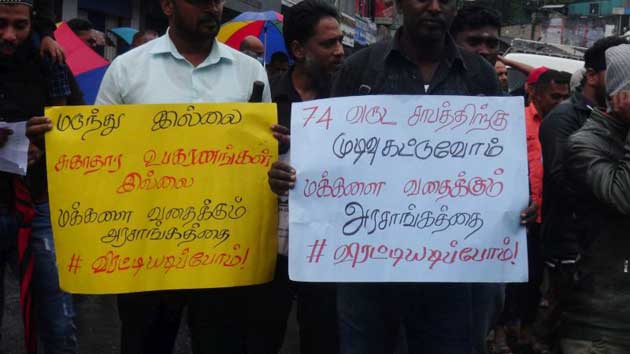 மருந்து இல்லை
சுகாதார உபகரணங்கள்
இல்லை
மக்களை வதைக்கும்
அரசாங்கத்தை
# விரட்டியடிப்போம்!
74 வருட சாபத்திற்கு
முடிவு கட்டுவோம்
மக்களை வதைக்கும்
அரசாங்கத்தை
# விரட்டியடிப்போம்!